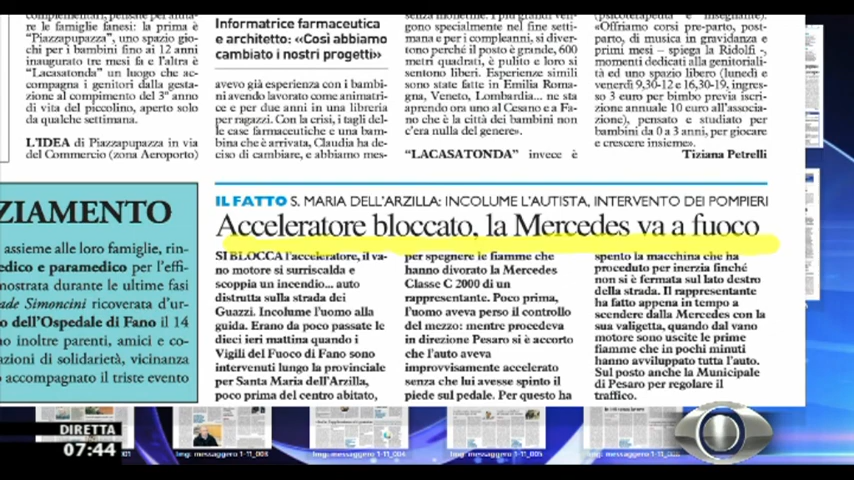 re le famiglie fanesi: la prima è
"Piazzapupazza", uno spazio gio-
chi per i bambini fino ai 12 anni
inaugurato tre mesi fa e l'altra è
"Lacasatonda" un luogo che ac-
compagna i genitori dalla gesta-
zione al compimento del 3° anno
di vita del piccolino, aperto solo
da qualche settimana.
L'IDEA di Piazzapupazza in via
del Commercio (zona Aeroporto)
Informatrice farmaceutica
e architetto: «Così abbiamo
cambiato i nostri progetti»
avevo già esperienza con i bambi-
ni avendo lavorato come animatri-
ce e per due anni in una libreria
per ragazzi. Con la crisi, i tagli del-
le case farmaceutiche e una bam-
bina che è arrivata, Claudia ha de-
ciso di cambiare, e abbiamo mes-
gono specialmente nel fine setti-
mana e per i compleanni, si diver-
tono perché il posto è grande, 600
metri quadrati, è pulito e loro si
sentono liberi. Esperienze simili
sono state fatte in Emilia Roma-
gna, Veneto, Lombardia... ne sta
aprendo ora uno al Cesano e a Fa-
no che è la città dei bambini non
c'era nulla del genere».
"LACASATONDA" invece è
(psicoterapeuta e insegnante).
«Offriamo corsi pre-parto, post-
parto, di musica in gravidanza e
primi mesi – spiega la Ridolfi -,
momenti dedicati alla genitoriali-
tà ed uno spazio libero (lunedì e
venerdì 9,30-12 e 16,30-19, ingres-
so 3 euro per bimbo previa iscri-
zione annuale 10 euro all'associa-
zione), pensato e studiato per
bambini da 0 a 3 anni, per giocare
e crescere insieme».
Tiziana Petrelli
ZIAMENTO
assieme alle loro famiglie, rin-
edico e paramedico per l'effi-
mostrata durante le ultime fasi
ade Simoncini ricoverata d'ur-
o dell'Ospedale di Fano il 14
no inoltre parenti, amici e co-
azioni di solidarietà, vicinanza
accompagnato il triste evento
IL FATTO S. MARIA DELL'ARZILLA: INCOLUME L'AUTISTA, INTERVENTO DEI POMPIERI
Acceleratore bloccato, la Mercedes va a fuoco
SI BLOCCA l'acceleratore, il va-
no motore si surriscalda e
scoppia un incendio... auto
distrutta sulla strada dei
Guazzi. Incolume l'uomo alla
guida. Erano da poco passate le
dieci ieri mattina quando i
Vigili del Fuoco di Fano sono
intervenuti lungo la provinciale
per Santa Maria dell'Arzilla,
poco prima del centro abitato,
per spegnere le fiamme che
hanno divorato la Mercedes
Classe C 2000 di un
rappresentante. Poco prima,
l'uomo aveva perso il controllo
del mezzo: mentre procedeva
in direzione Pesaro si è accorto
che l'auto aveva
improvvisamente accelerato
senza che lui avesse spinto il
piede sul pedale. Per questo ha
spento la macchina che ha
proceduto per inerzia finché
non si è fermata sul lato destro
della strada. Il rappresentante
ha fatto appena in tempo a
scendere dalla Mercedes con la
sua valigetta, quando dal vano
motore sono uscite le prime
fiamme che in pochi minuti
hanno avviluppato tutta l'auto.
Sul posto anche la Municipale
di Pesaro per regolare il
traffico.
DIRETTA
07:44
Img: messaggero 1-11_003
Img: messaggero 1-11_004
Img: messaggero 1-11_005